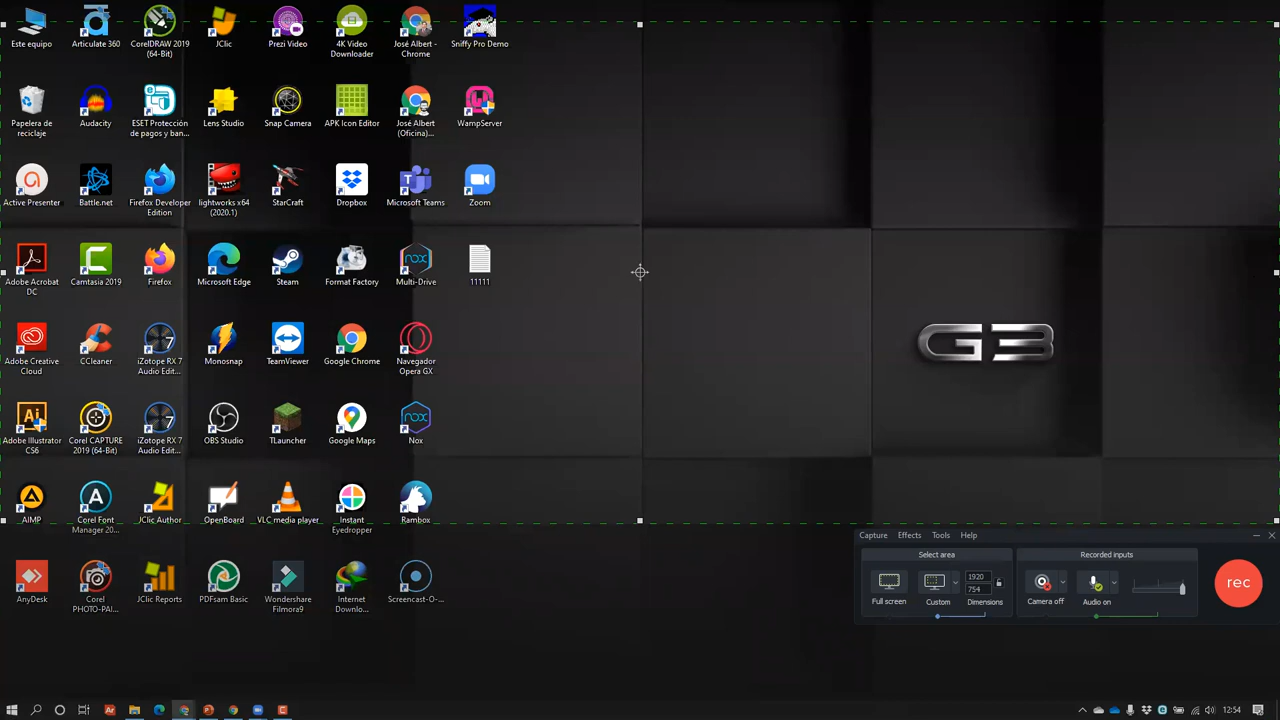 Este equipo
Articulate 360
CorelDRAW 2019
(64-Bit)
JClic
Prezi Video
4K Video
Downloader
José Albert -
Chrome
Sniffy Pro Demo
Papelera de
reciclaje
Audacity
ESET Protección
de pagos y ban...
Lens Studio
Snap Camera
APK Icon Editor
José Albert
(Oficina)...
WampServer
Active Presenter
Battle.net
Firefox Developer
Edition
lightworks x64
(2020.1)
StarCraft
Dropbox
Microsoft Teams
Zoom
Adobe Acrobat
DC
Camtasia 2019
Firefox
Microsoft Edge
Steam
Format Factory
nox
Multi-Drive
11111
Adobe Creative
Cloud
CCleaner
7
iZotope RX 7
Audio Edit...
Monosnap
TeamViewer
Google Chrome
Navegador
Opera GX
G3
Ai
Adobe Illustrator
CS6
Corel CAPTURE
2019 (64-Bit)
7
iZotope RX 7
Audio Edit...
OBS Studio
TLauncher
Google Maps
nox
Nox
AIMP
Corel Font
Manager 20...
JClic Author
OpenBoard
VLC media player
Instant
Eyedropper
Rambox
AnyDesk
Corel
PHOTO-PAI...
JClic Reports
PDFsam Basic
Wondershare
Filmora9
Internet
Downlo...
Screencast-O-...
Capture
Effects
Tools
Help
Select area
Recorded inputs
Full screen
Custom
1920
754
Dimensions
Camera off
Audio on
rec
12:54